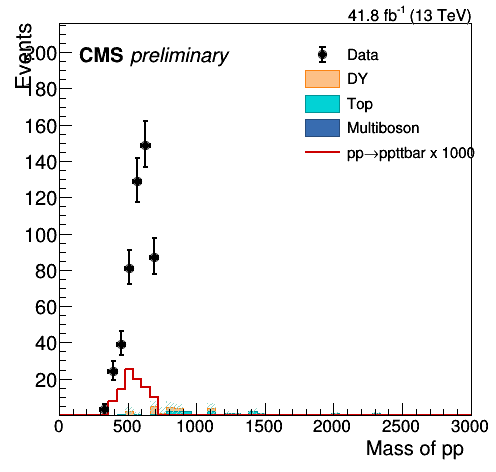 41.8 fb⁻¹ (13 TeV)
Events
CMS preliminary
Data
DY
Top
Multiboson
pp→ppttbar x 1000
200
180
160
140
120
100
80
60
40
20
0 500 1000 1500 2000 2500 3000
Mass of pp